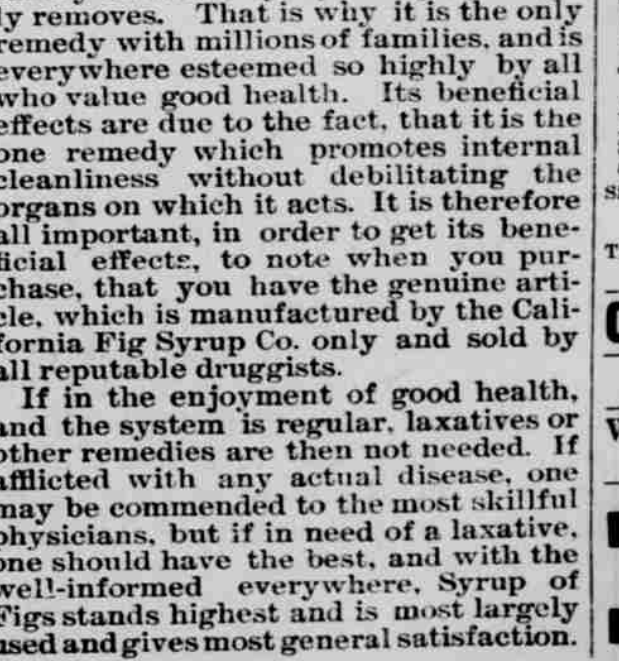 ly removes. That is why it is the only
remedy with millions of families, and is
everywhere esteemed so highly by all
who value good health. Its beneficial
effects are due to the fact, that it is the
one remedy which promotes internal
cleanliness without debilitating the
organs on which it acts. It is therefore
all important, in order to get its bene-
ficial effects, to note when you pur-
chase, that you have the genuine arti-
cle, which is manufactured by the Cali-
fornia Fig Syrup Co. only and sold by
all reputable druggists.
If in the enjoyment of good health,
and the system is regular, laxatives or
other remedies are then not needed. If
afflicted with any actual disease, one
may be commended to the most skillful
physicians, but if in need of a laxative,
one should have the best, and with the
well-informed everywhere, Syrup of
Figs stands highest and is most largely
used and gives most general satisfaction.